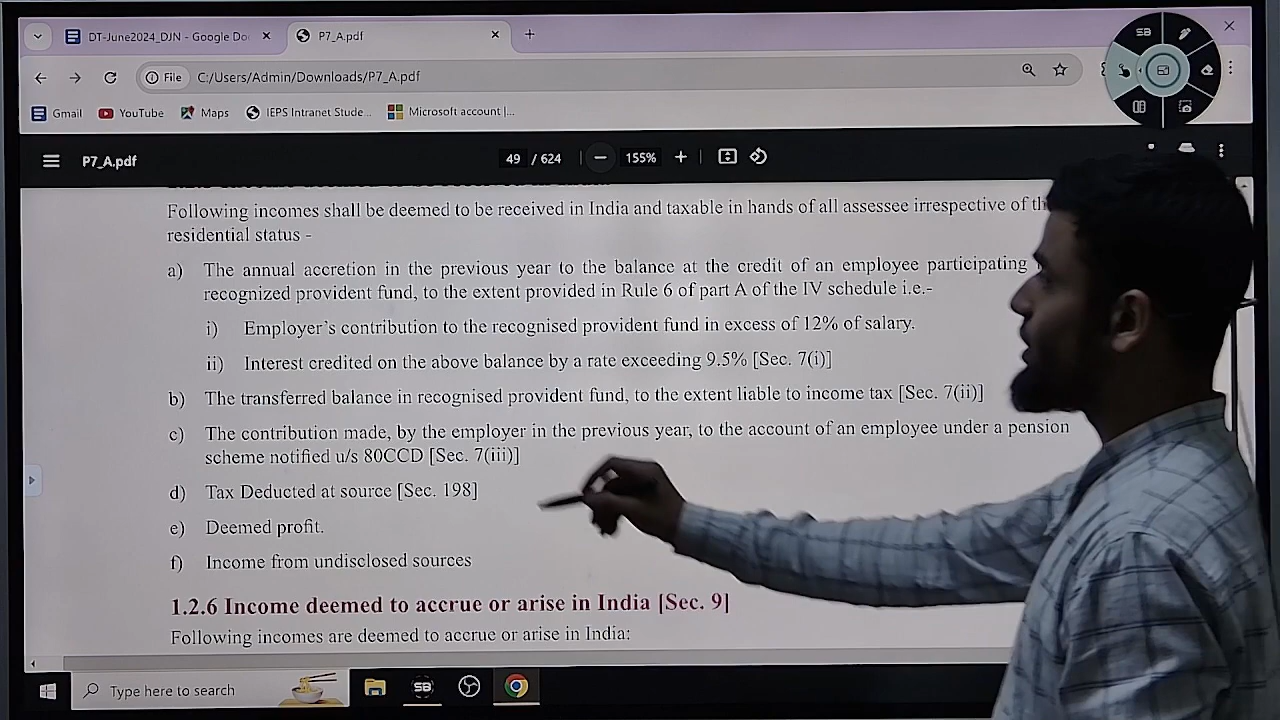 DT-June2024_DJN - Google Do
P7_A.pdf
File
C:/Users/Admin/Downloads/P7_A.pdf
SB
Gmail
YouTube
Maps
IEPS Intranet Stude...
Microsoft account |...
P7_A.pdf
49 / 624
155%
Following incomes shall be deemed to be received in India and taxable in hands of all assessee irrespective of
residential status -
a) The annual accretion in the previous year to the balance at the credit of an employee participating
recognized provident fund, to the extent provided in Rule 6 of part A of the IV schedule i.e.-
i) Employer's contribution to the recognised provident fund in excess of 12% of salary.
ii) Interest credited on the above balance by a rate exceeding 9.5% [Sec. 7(i)]
b) The transferred balance in recognised provident fund, to the extent liable to income tax [Sec. 7(ii)]
c) The contribution made, by the employer in the previous year, to the account of an employee under a pension
scheme notified u/s 80CCD [Sec. 7(iii)]
d) Tax Deducted at source [Sec. 198]
e) Deemed profit.
f) Income from undisclosed sources
1.2.6 Income deemed to accrue or arise in India [Sec. 9]
Following incomes are deemed to accrue or arise in India:
Type here to search
SB